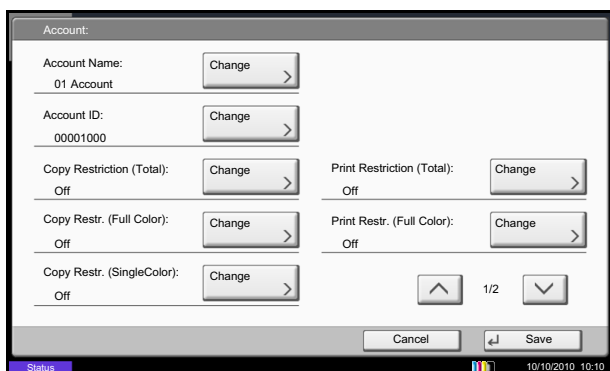 Account:
Account Name:
01 Account
Change
Account ID:
00001000
Change
Copy Restriction (Total):
Off
Change
Print Restriction (Total):
Off
Change
Copy Restr. (Full Color):
Off
Change
Print Restr. (Full Color):
Off
Change
Copy Restr. (SingleColor):
Off
Change
1/2
Cancel
Save
Status
10/10/2010 10:10